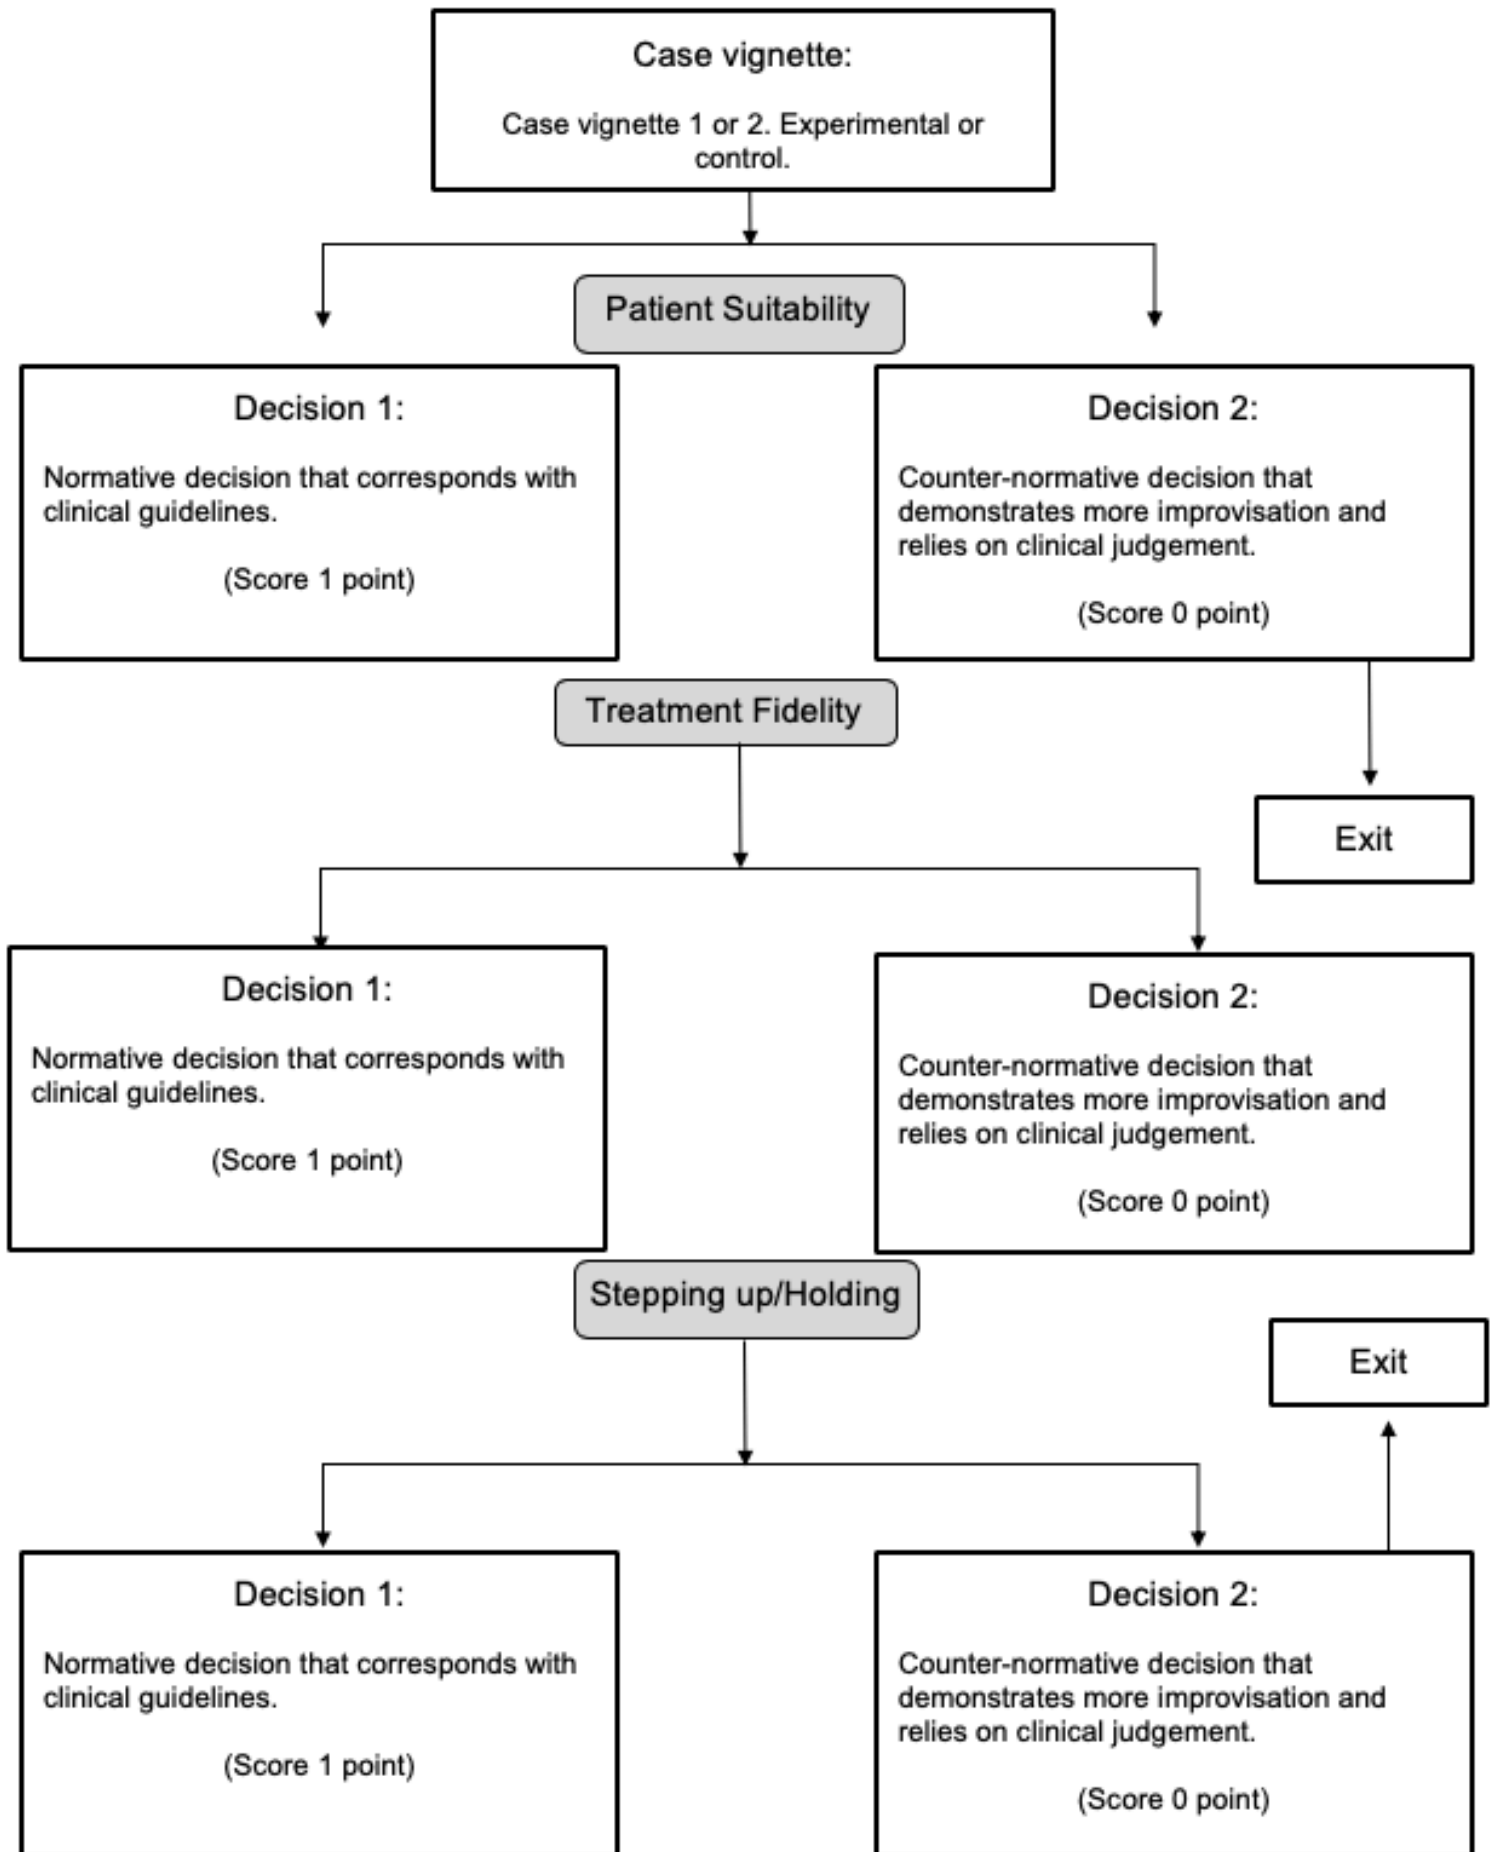 Case vignette:
Case vignette 1 or 2. Experimental or
control.
Patient Suitability
Decision 1:
Normative decision that corresponds with
clinical guidelines.
(Score 1 point)
Decision 2:
Counter-normative decision that
demonstrates more improvisation and
relies on clinical judgement.
(Score 0 point)
Treatment Fidelity
Exit
Decision 1:
Normative decision that corresponds with
clinical guidelines.
(Score 1 point)
Decision 2:
Counter-normative decision that
demonstrates more improvisation and
relies on clinical judgement.
(Score 0 point)
Stepping up/Holding
Exit
Decision 1:
Normative decision that corresponds with
clinical guidelines.
(Score 1 point)
Decision 2:
Counter-normative decision that
demonstrates more improvisation and
relies on clinical judgement.
(Score 0 point)